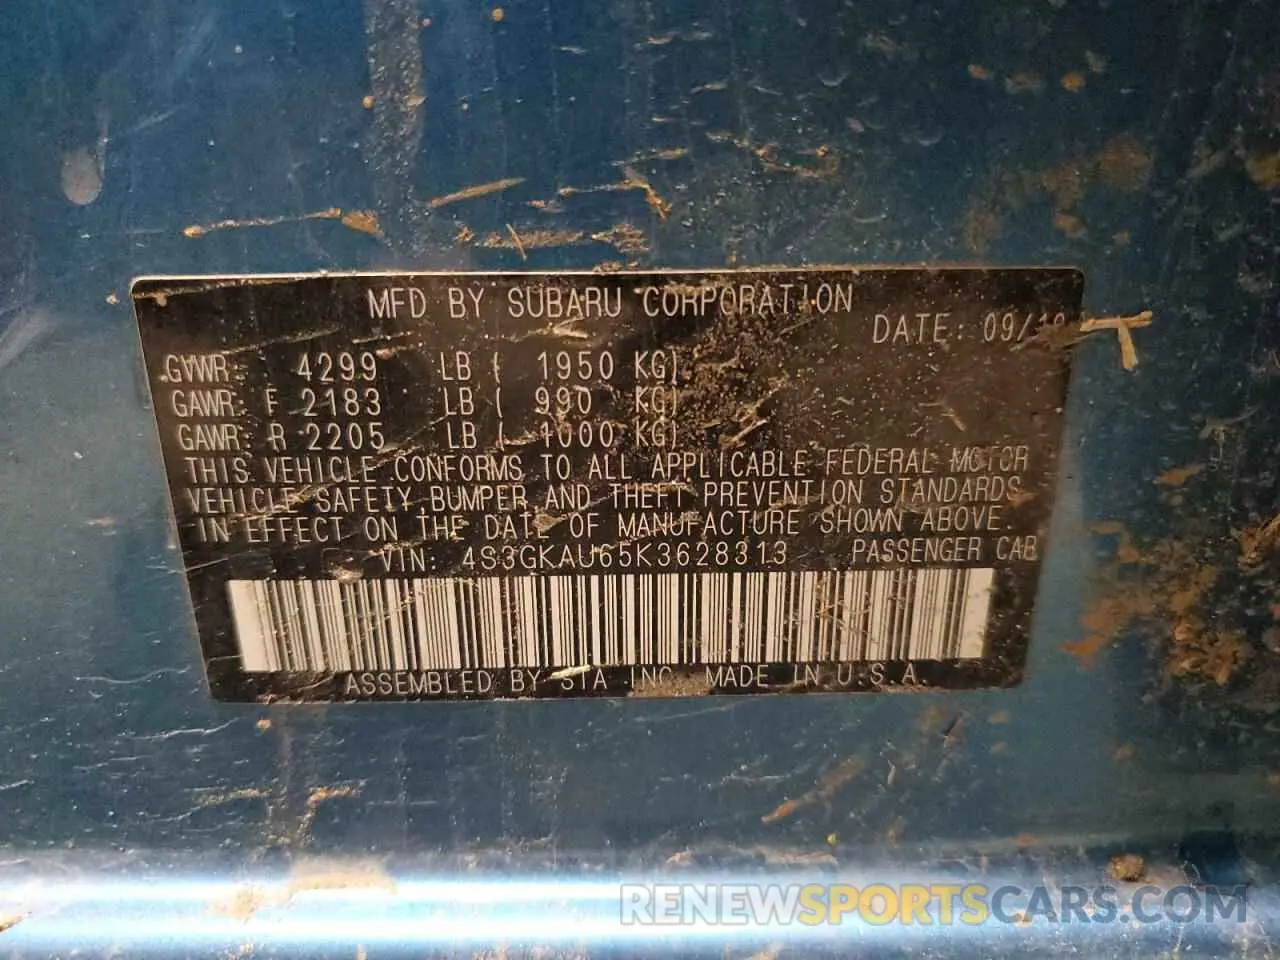 MFD BY SUBARU CORPORATION
DATE: 09/18
GVWR: 4299 LB ( 1950 KG)
GAWR: F 2183 LB ( 990 KG)
GAWR: R 2205 LB ( 1000 KG)
THIS VEHICLE CONFORMS TO ALL APPLICABLE FEDERAL MOTOR
VEHICLE SAFETY, BUMPER AND THEFT PREVENTION STANDARDS
IN EFFECT ON THE DATE OF MANUFACTURE SHOWN ABOVE.
VIN: 4S3GKAU65K3628313 PASSENGER CAR
ASSEMBLED BY SIA INC. MADE IN U.S.A.
RENEWSPORTSCARS.COM